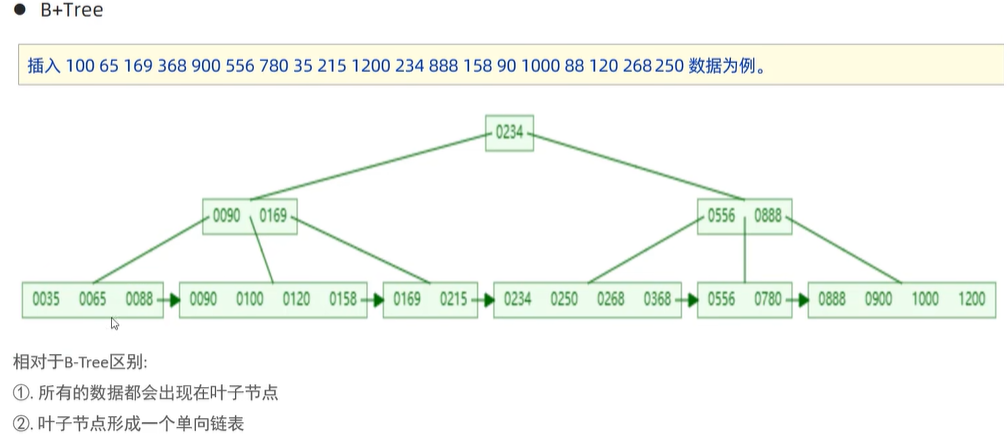 ● B+Tree
插入 100 65 169 368 900 556 780 35 215 1200 234 888 158 90 1000 88 120 268 250 数据为例。
0234
0090 0169 0556 0888
0035 0065 0088 0090 0100 0120 0158 0169 0215 0234 0250 0268 0368 0556 0780 0888 0900 1000 1200
相对于B-Tree区别:
①. 所有的数据都会出现在叶子节点
②. 叶子节点形成一个单向链表